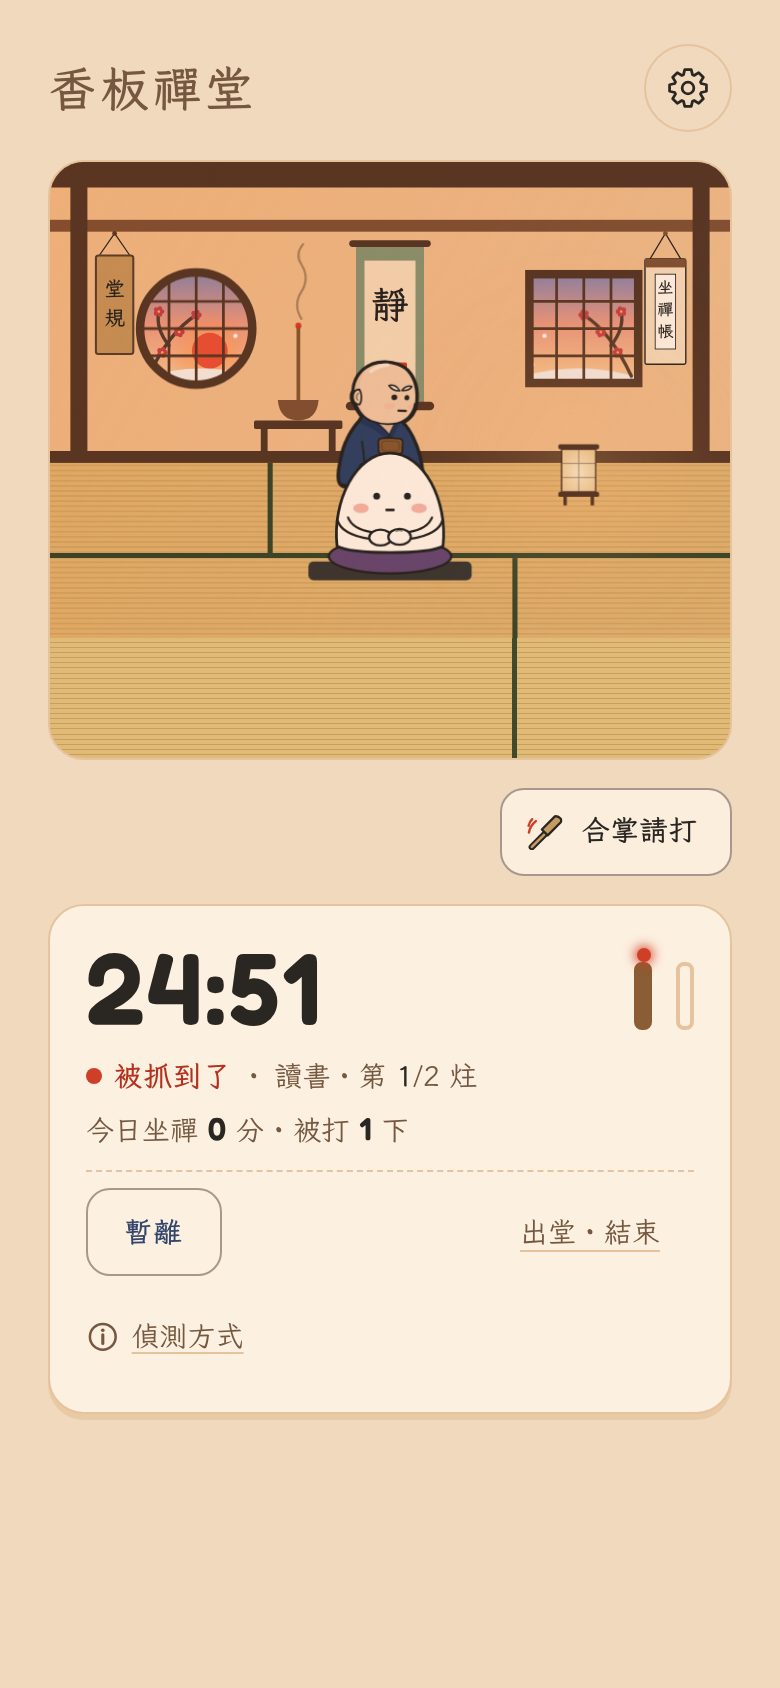 香板禪堂
堂規
靜
坐禪帳
合掌請打
24:51
被抓到了 · 讀書 · 第 1/2 炷
今日坐禪 0 分 · 被打 1 下
暫離
出堂 · 結束
偵測方式